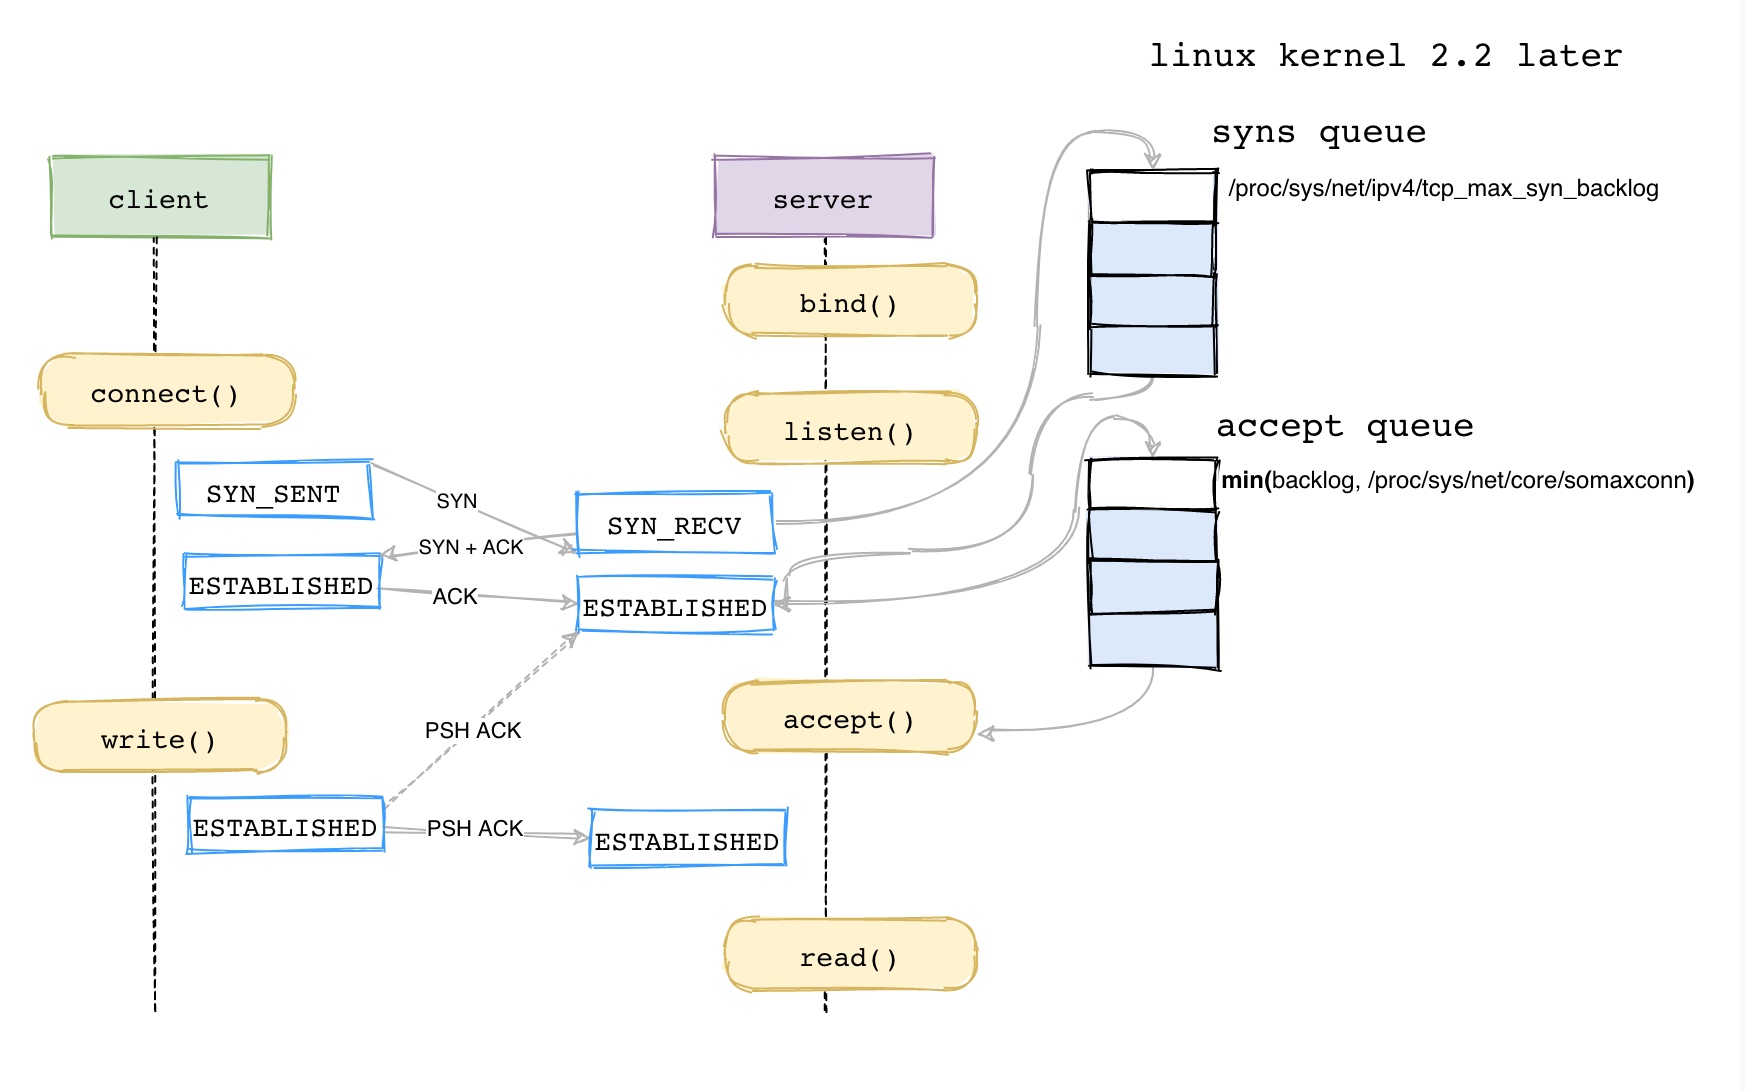 linux kernel 2.2 later
syns queue
/proc/sys/net/ipv4/tcp_max_syn_backlog
client
server
bind()
connect()
listen()
accept queue
min(backlog, /proc/sys/net/core/somaxconn)
SYN_SENT
SYN
SYN_RECV
SYN + ACK
ESTABLISHED
ACK
ESTABLISHED
accept()
PSH ACK
write()
ESTABLISHED
PSH ACK
ESTABLISHED
read()